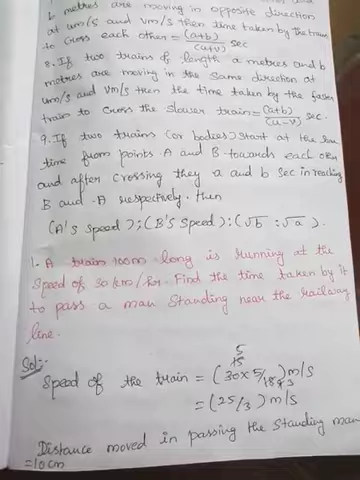 b metres are moving in opposite direction
at um/s and vm/s then time taken by the trains
to cross each other = (a+b)/(u+v) sec
8. If two trains of length a metres and b
metres are moving in the same direction at
um/s and vm/s then the time taken by the faster
train to cross the slower train = (a+b)/(u-v) sec.
9. If two trains (or bodies) start at the same
time from points A and B towards each other
and after crossing they a and b sec in reaching
B and A respectively, then
(A's speed) : (B's speed) : (√b : √a).
1. A train 100m long is running at the
speed of 30 km/hr. Find the time taken by it
to pass a man standing near the railway
line.
Sol:-
Speed of the train = (30 x 5/18) m/s
= (25/3) m/s
Distance moved in passing the standing man
= 10cm